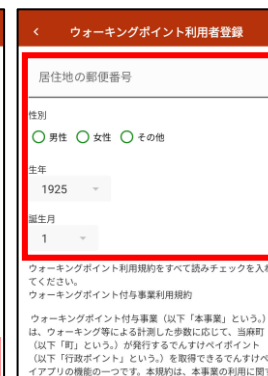 ウォーキングポイント利用者登録
居住地の郵便番号
性別
男性 女性 その他
生年
1925
誕生月
1
ウォーキングポイント利用規約をすべて読みチェックを入れ
てください。
ウォーキングポイント付与事業利用規約
ウォーキングポイント付与事業（以下「本事業」という。）
は、ウォーキング等による計測した歩数に応じて、当麻町
（以下「町」という。）が発行するでんすけペイポイント
（以下「行政ポイント」という。）を取得できるでんすけペ
イアプリの機能の一つです。本規約は、本事業の利用に関